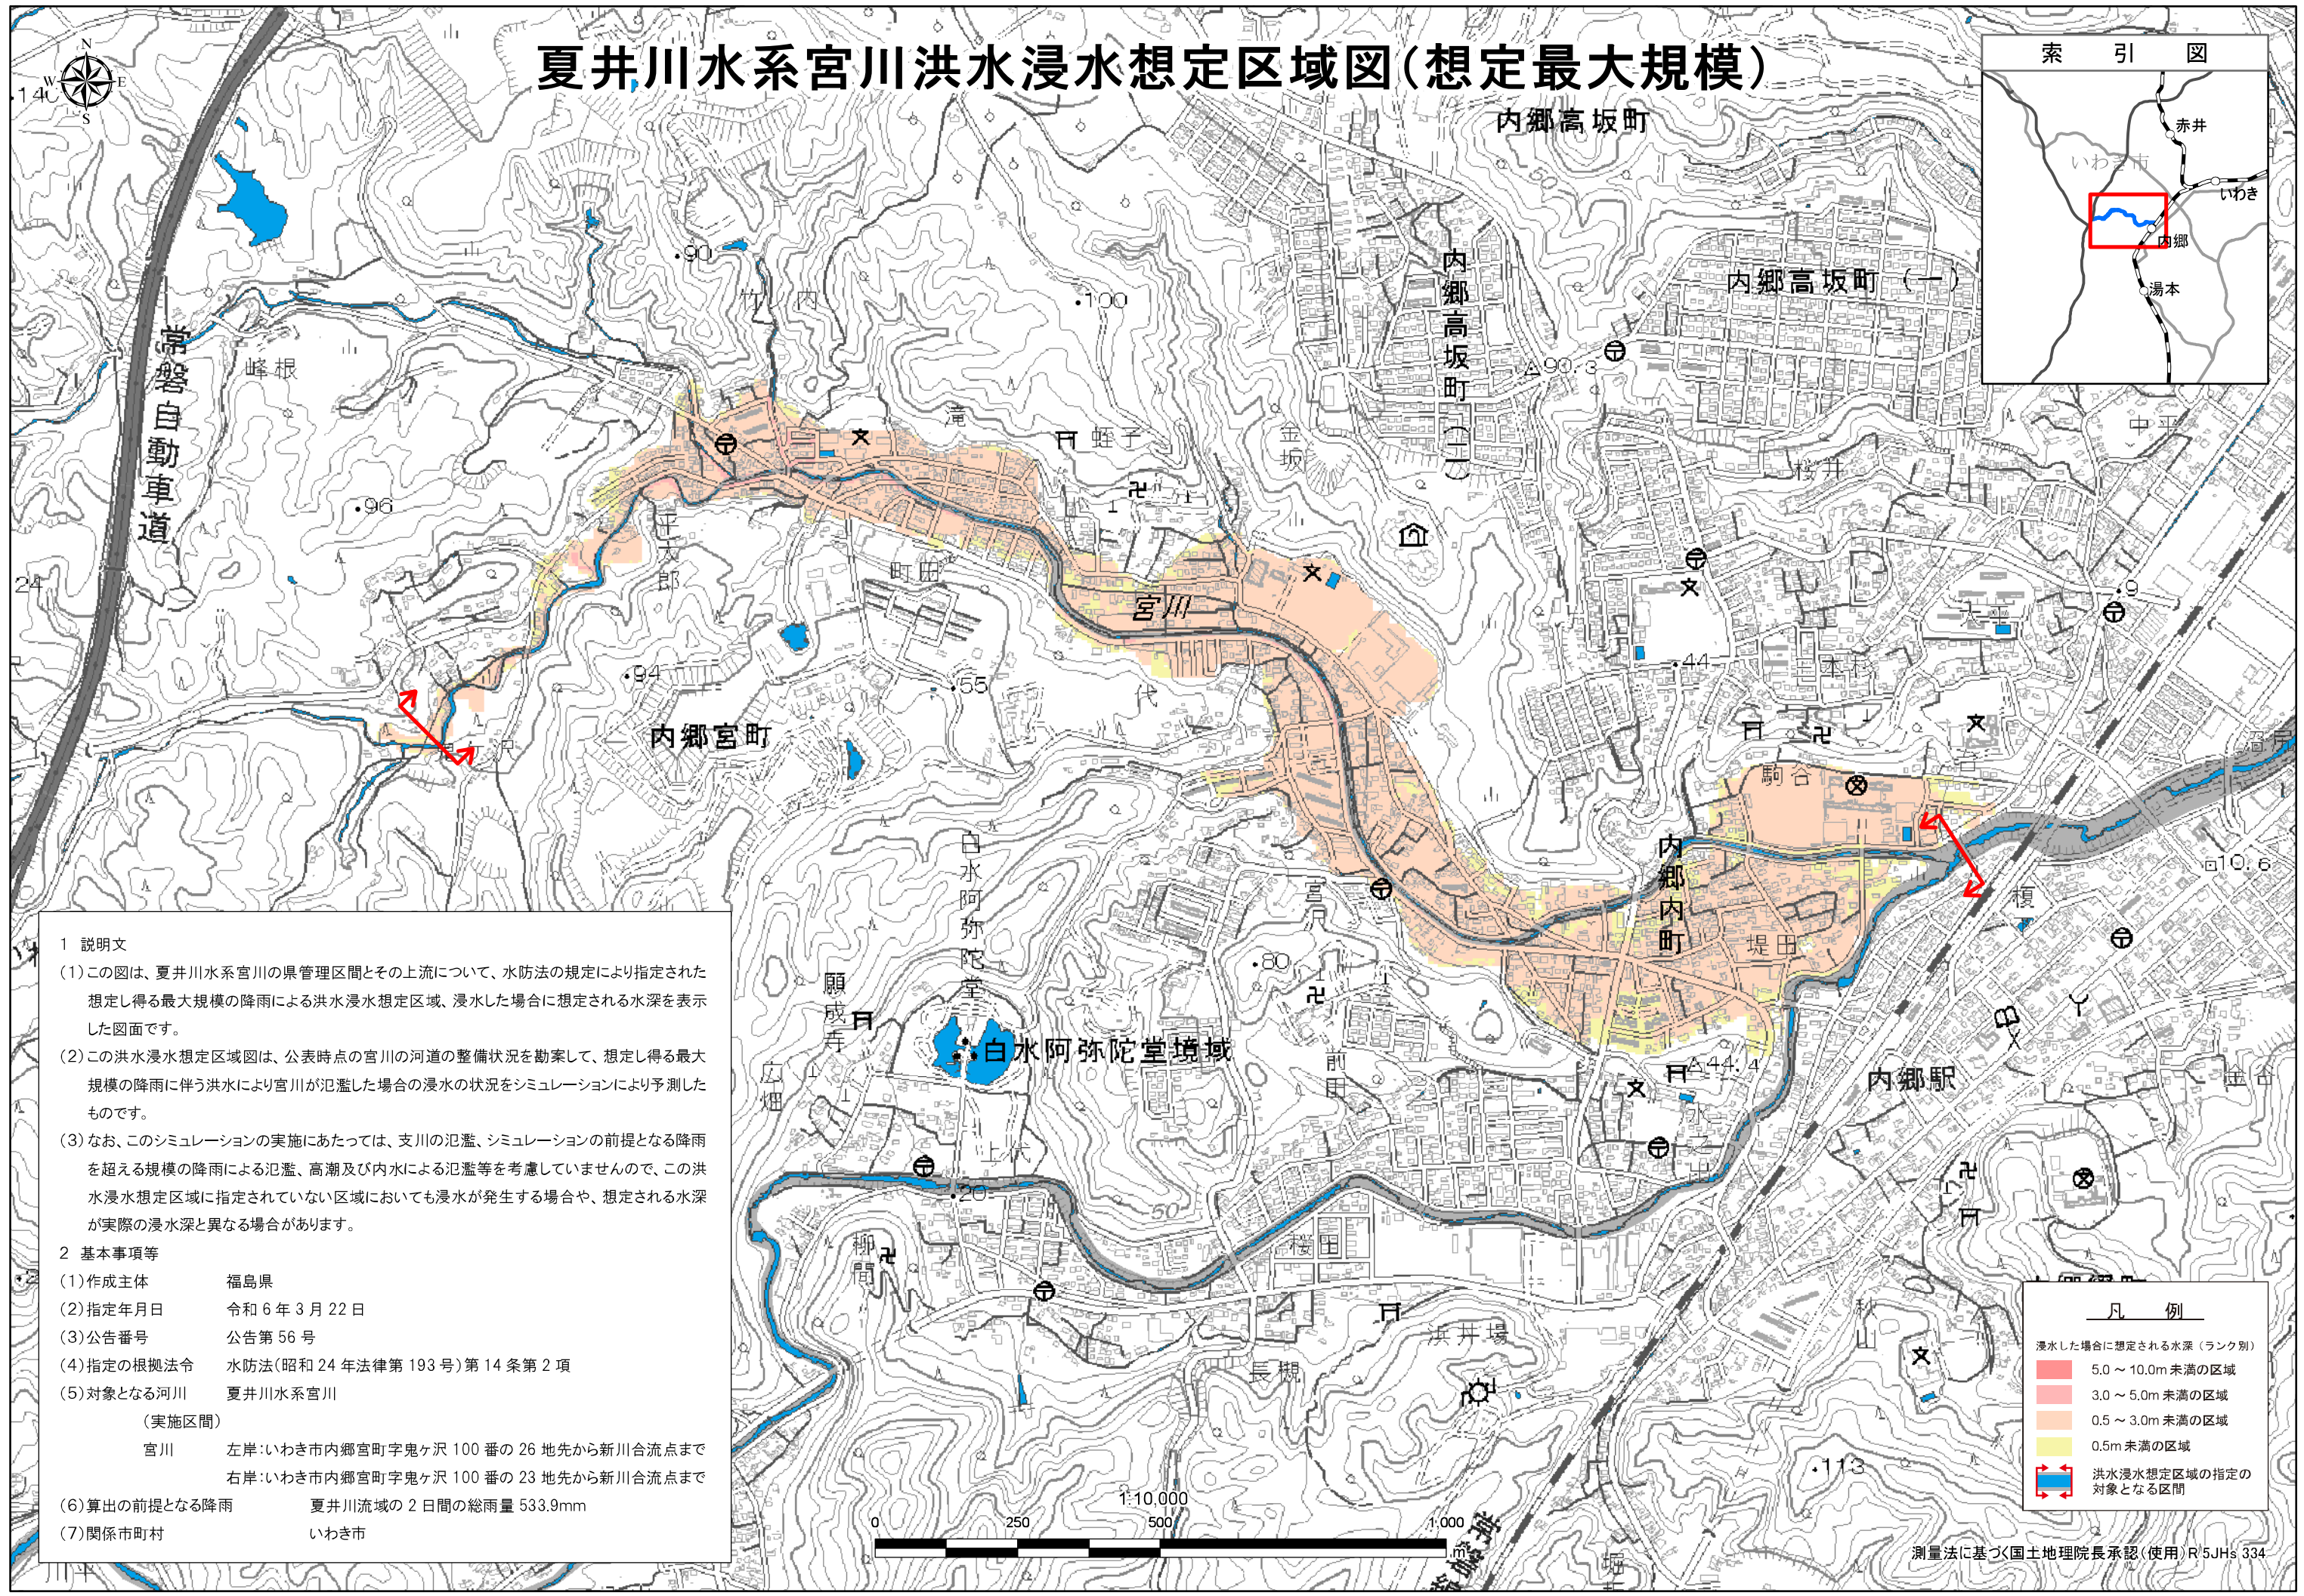 夏井川水系宮川洪水浸水想定区域図(想定最大規模)
N
W
E
S
索引図
赤井
いわき市
いわき
内郷
湯本
内郷高坂町
内郷高坂町(一)
内郷高坂町(二)
常磐自動車道
峰根
竹ノ内
滝
蛭子
金坂
桜井
町田
宮川
代
内郷宮町
駒谷
内郷内町
堤田
榎下
白水阿弥陀堂
願成寺
白水阿弥陀堂境域
広畑
前田
内郷駅
金谷
上代
柳間
桜田
浜井場
長槻
秋山
川平
.140
.90
.100
△90.3
.96
24
.94
.55
.44
.9
□10.6
.80
△44.4
.20
50
50
.113
1 説明文
(1)この図は、夏井川水系宮川の県管理区間とその上流について、水防法の規定により指定された
想定し得る最大規模の降雨による洪水浸水想定区域、浸水した場合に想定される水深を表示
した図面です。
(2)この洪水浸水想定区域図は、公表時点の宮川の河道の整備状況を勘案して、想定し得る最大
規模の降雨に伴う洪水により宮川が氾濫した場合の浸水の状況をシミュレーションにより予測した
ものです。
(3)なお、このシミュレーションの実施にあたっては、支川の氾濫、シミュレーションの前提となる降雨
を超える規模の降雨による氾濫、高潮及び内水による氾濫等を考慮していませんので、この洪
水浸水想定区域に指定されていない区域においても浸水が発生する場合や、想定される水深
が実際の浸水深と異なる場合があります。
2 基本事項等
(1)作成主体 福島県
(2)指定年月日 令和6年3月22日
(3)公告番号 公告第56号
(4)指定の根拠法令 水防法(昭和24年法律第193号)第14条第2項
(5)対象となる河川 夏井川水系宮川
(実施区間)
宮川 左岸:いわき市内郷宮町字鬼ヶ沢100番の26地先から新川合流点まで
右岸:いわき市内郷宮町字鬼ヶ沢100番の23地先から新川合流点まで
(6)算出の前提となる降雨 夏井川流域の2日間の総雨量533.9mm
(7)関係市町村 いわき市
1:10,000
0 250 500 1,000
m
凡例
浸水した場合に想定される水深(ランク別)
5.0~10.0m未満の区域
3.0~5.0m未満の区域
0.5~3.0m未満の区域
0.5m未満の区域
洪水浸水想定区域の指定の
対象となる区間
測量法に基づく国土地理院長承認(使用)R 5JHs 334